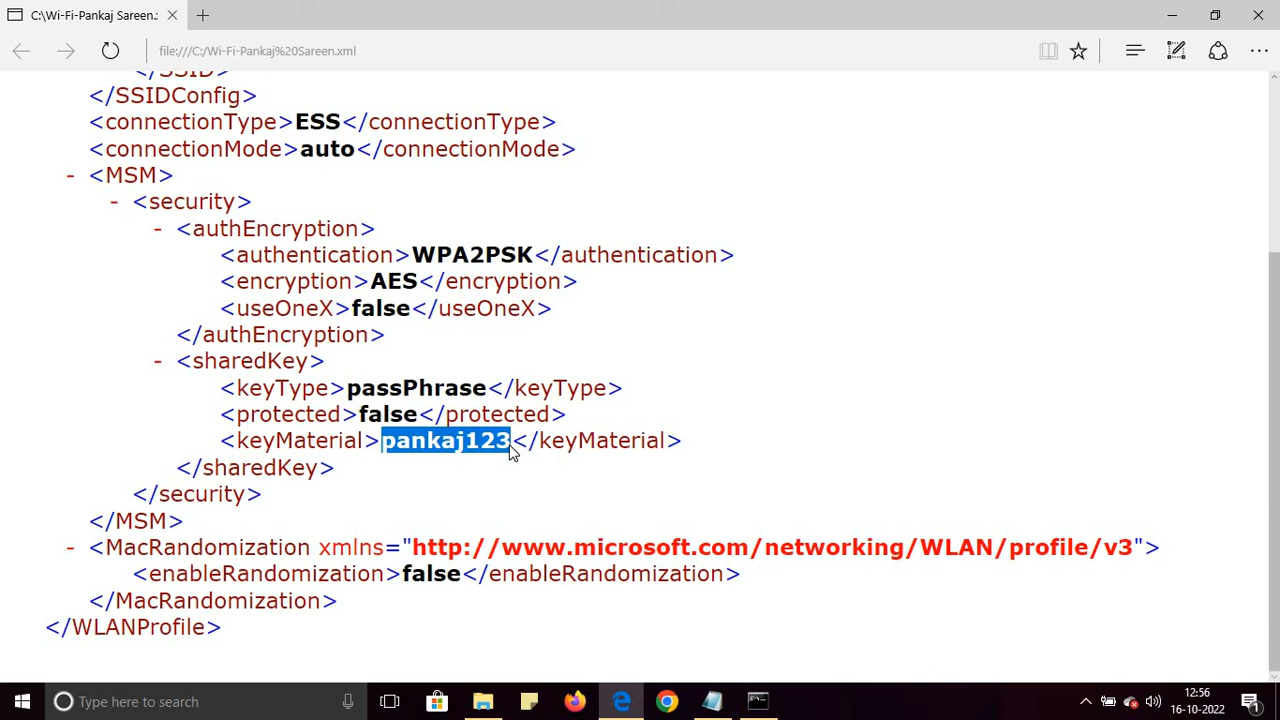 C:\Wi-Fi-Pankaj Sareen.
file:///C:/Wi-Fi-Pankaj%20Sareen.xml
</SSID>
</SSIDConfig>
<connectionType>ESS</connectionType>
<connectionMode>auto</connectionMode>
- <MSM>
- <security>
- <authEncryption>
<authentication>WPA2PSK</authentication>
<encryption>AES</encryption>
<useOneX>false</useOneX>
</authEncryption>
- <sharedKey>
<keyType>passPhrase</keyType>
<protected>false</protected>
<keyMaterial>pankaj123</keyMaterial>
</sharedKey>
</security>
</MSM>
- <MacRandomization xmlns="http://www.microsoft.com/networking/WLAN/profile/v3">
<enableRandomization>false</enableRandomization>
</MacRandomization>
</WLANProfile>
Type here to search
12:56
16-10-2022
1